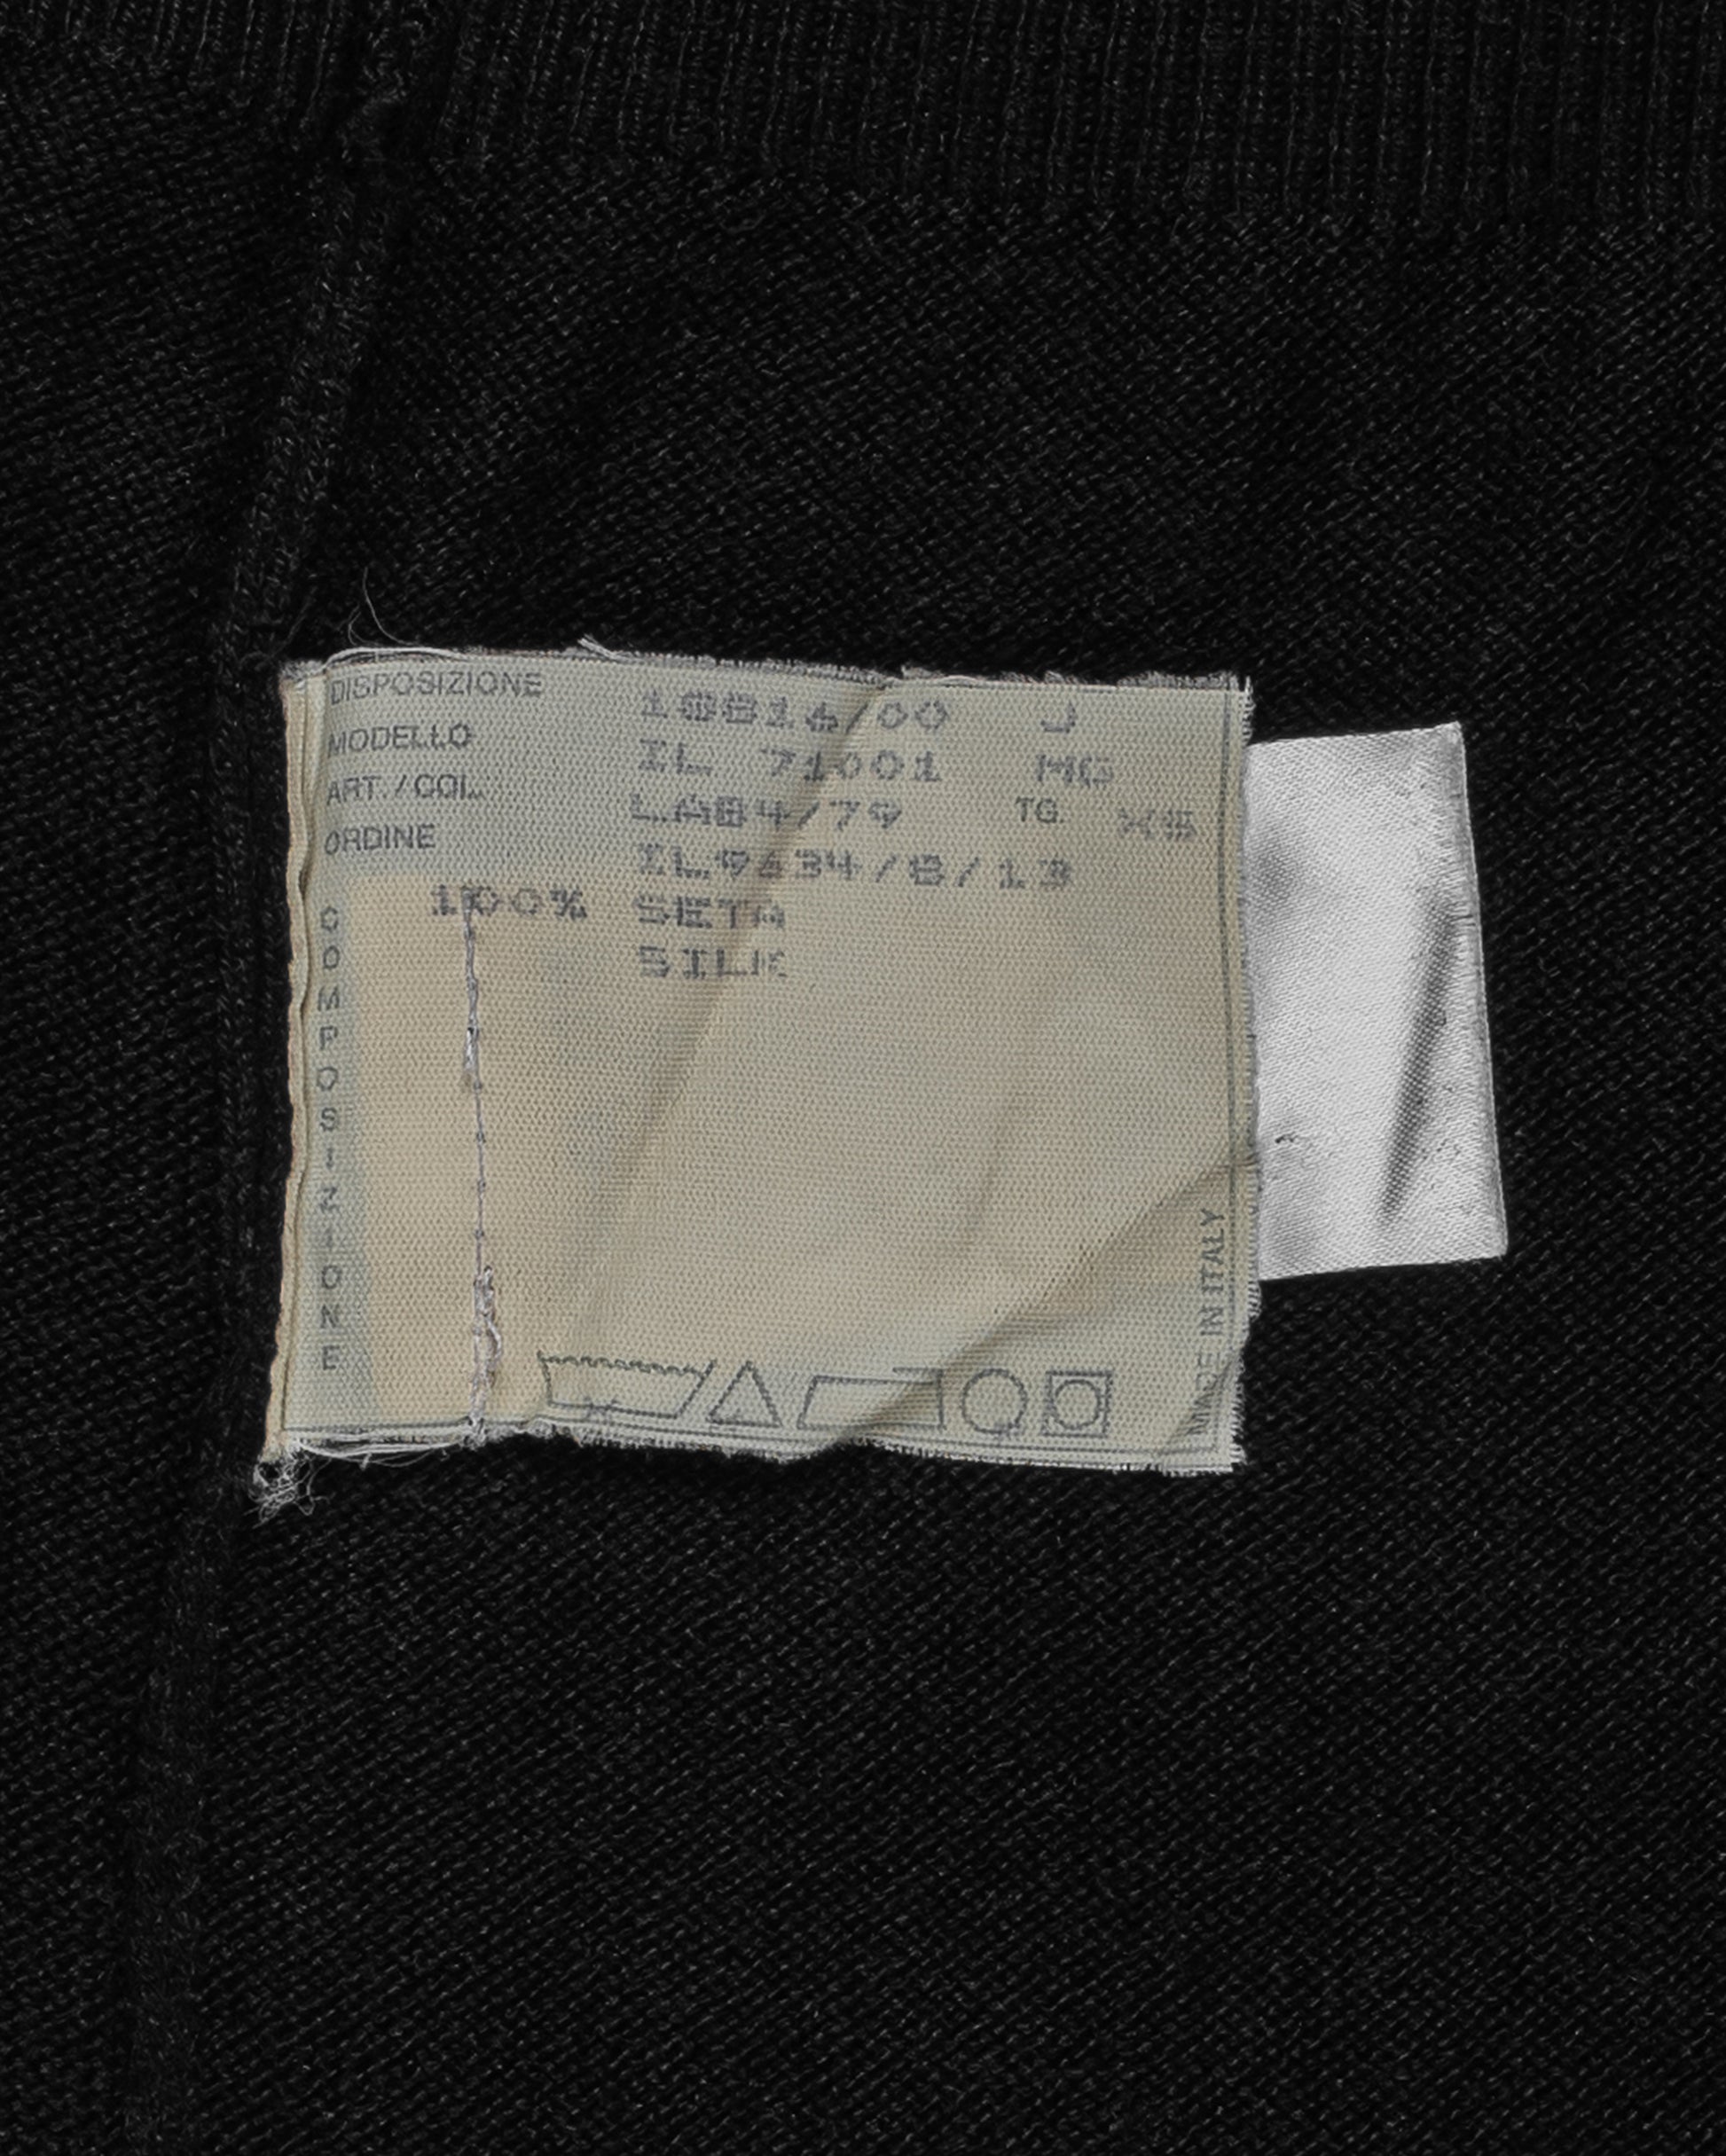 DISPOSIZIONE 10816/00 J
MODELLO IL 71001 MG
ART. / COL. LA84/79 TG. XS
ORDINE IL9634/8/13
100% SETA
SILK
COMPOSIZIONE
MADE IN ITALY